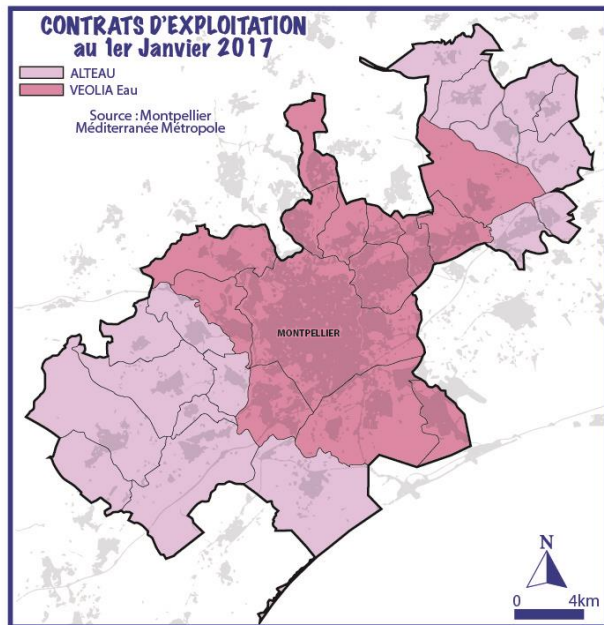 CONTRATS D'EXPLOITATION
au 1er Janvier 2017
ALTEAU
VEOLIA Eau
Source : Montpellier
Méditerranée Métropole
MONTPELLIER
N
0 4km